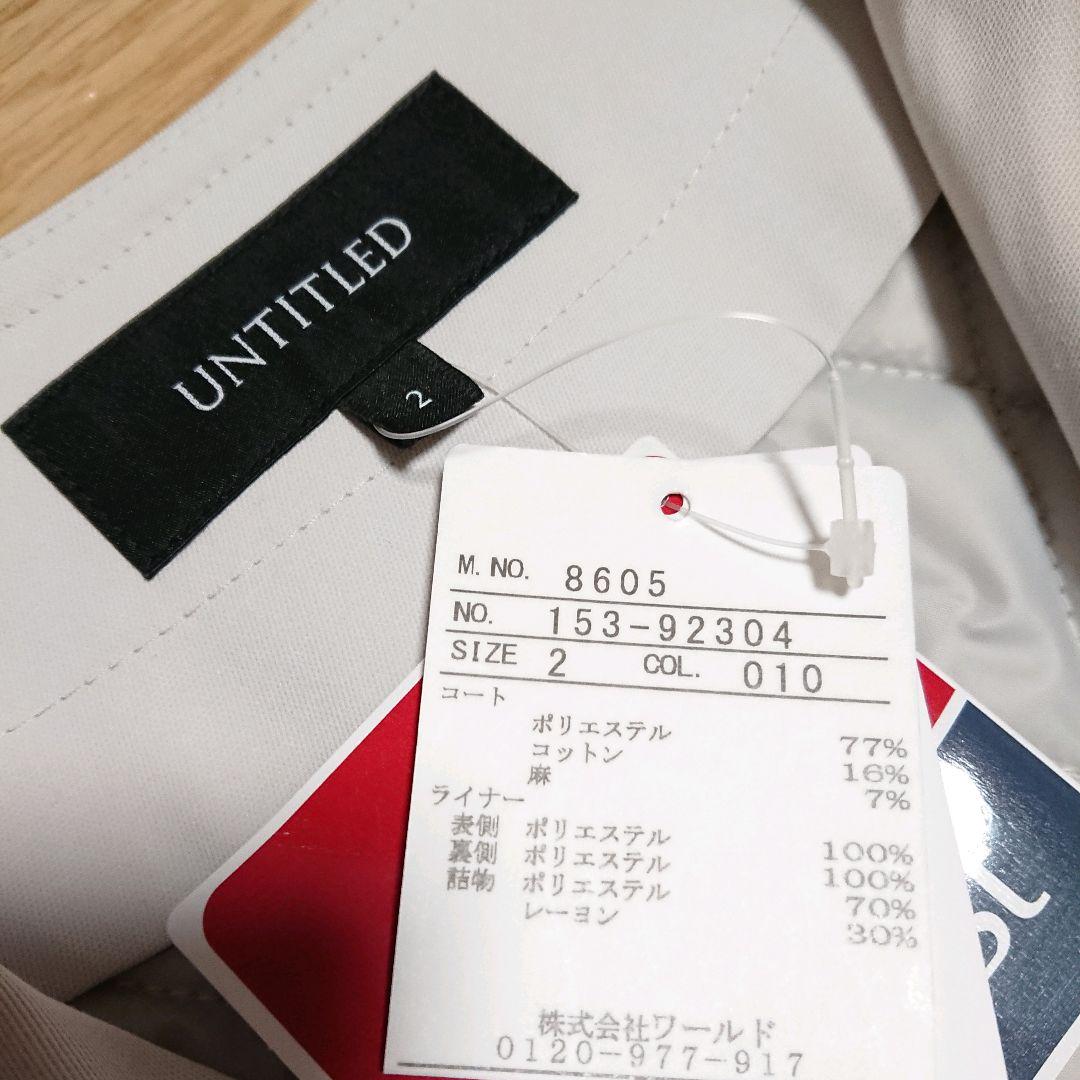 UNTITLED
2
M. NO. 8605
NO. 153-92304
SIZE 2 COL. 010
コート
ポリエステル 77%
コットン 16%
麻 7%
ライナー
表側 ポリエステル 100%
裏側 ポリエステル 100%
詰物 ポリエステル 70%
レーヨン 30%
株式会社ワールド
0120-977-917